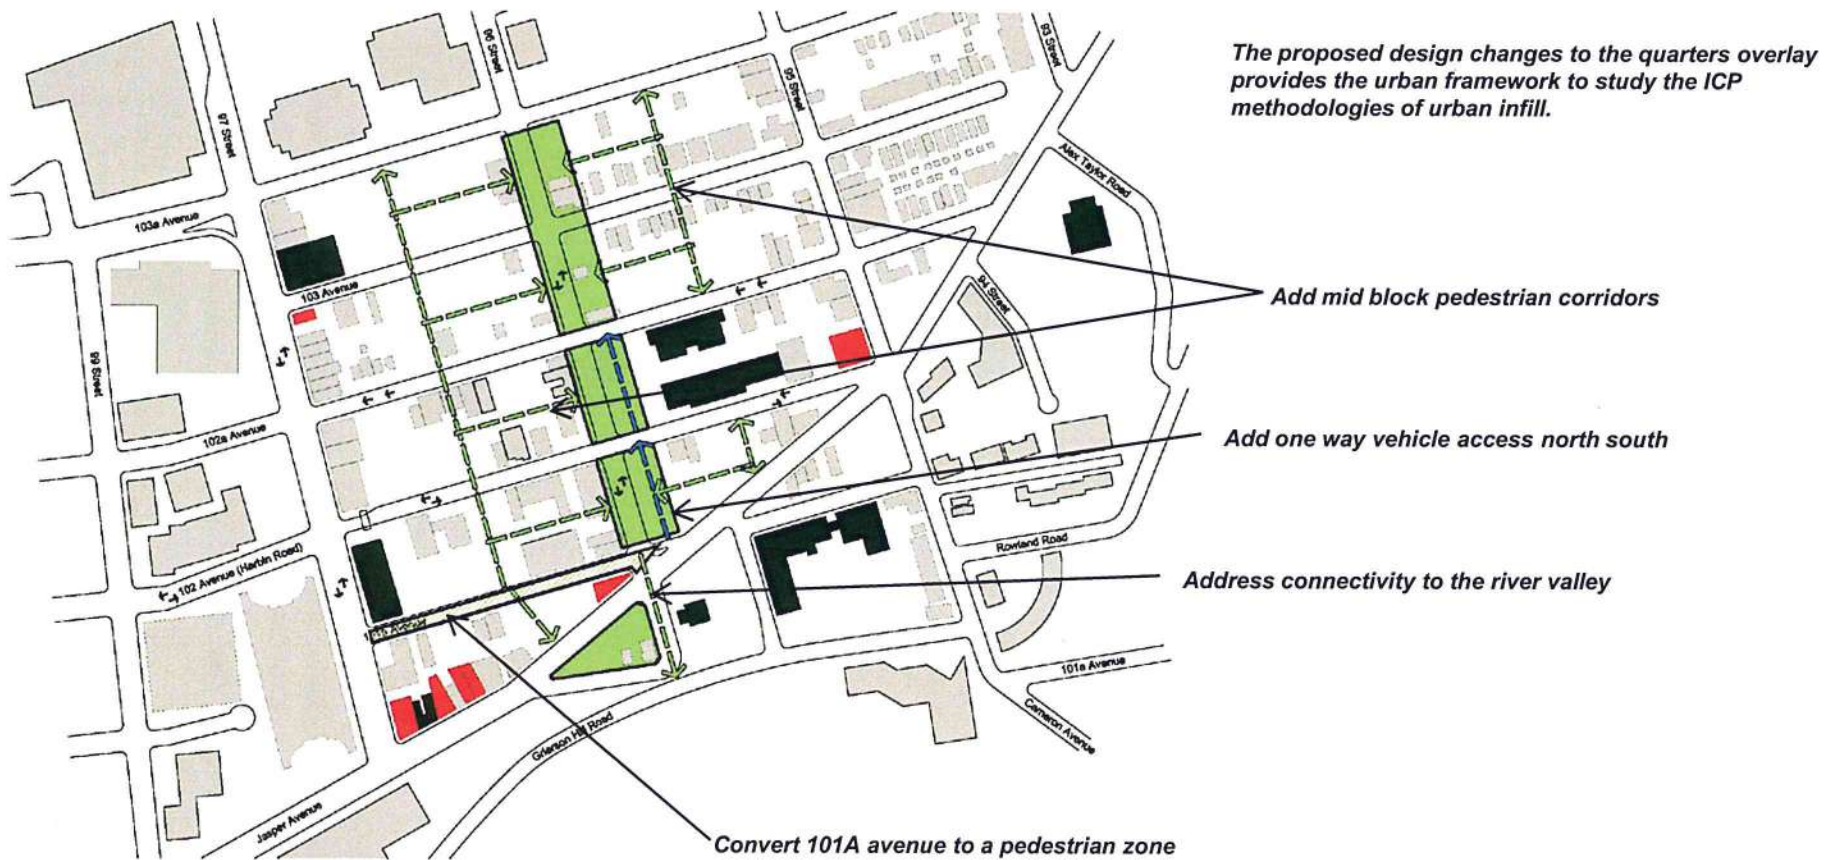 The proposed design changes to the quarters overlay
provides the urban framework to study the ICP
methodologies of urban infill.
96 Street
93 Street
95 Street
97 Street
Alex Taylor Road
103a Avenue
103 Avenue
94 Street
Add mid block pedestrian corridors
99 Street
102a Avenue
Add one way vehicle access north south
102 Avenue (Harbin Road)
Rowland Road
Address connectivity to the river valley
Avenue
101a Avenue
Cameron Avenue
Grierson Hill Road
Jasper Avenue
Convert 101A avenue to a pedestrian zone